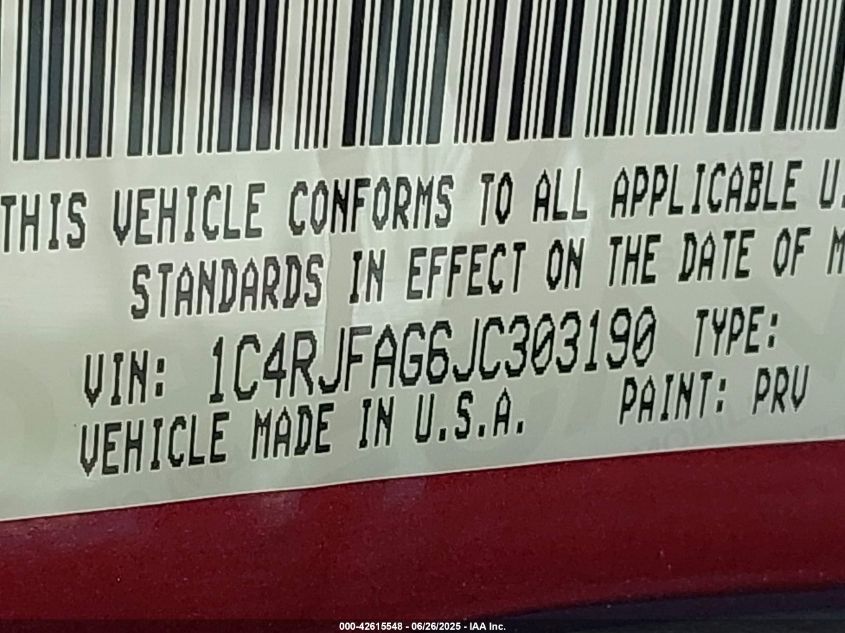 THIS VEHICLE CONFORMS TO ALL APPLICABLE U.
STANDARDS IN EFFECT ON THE DATE OF M
VIN: 1C4RJFAG6JC303190 TYPE:
VEHICLE MADE IN U.S.A. PAINT: PRV
000-42615548 - 06/26/2025 - IAA Inc.